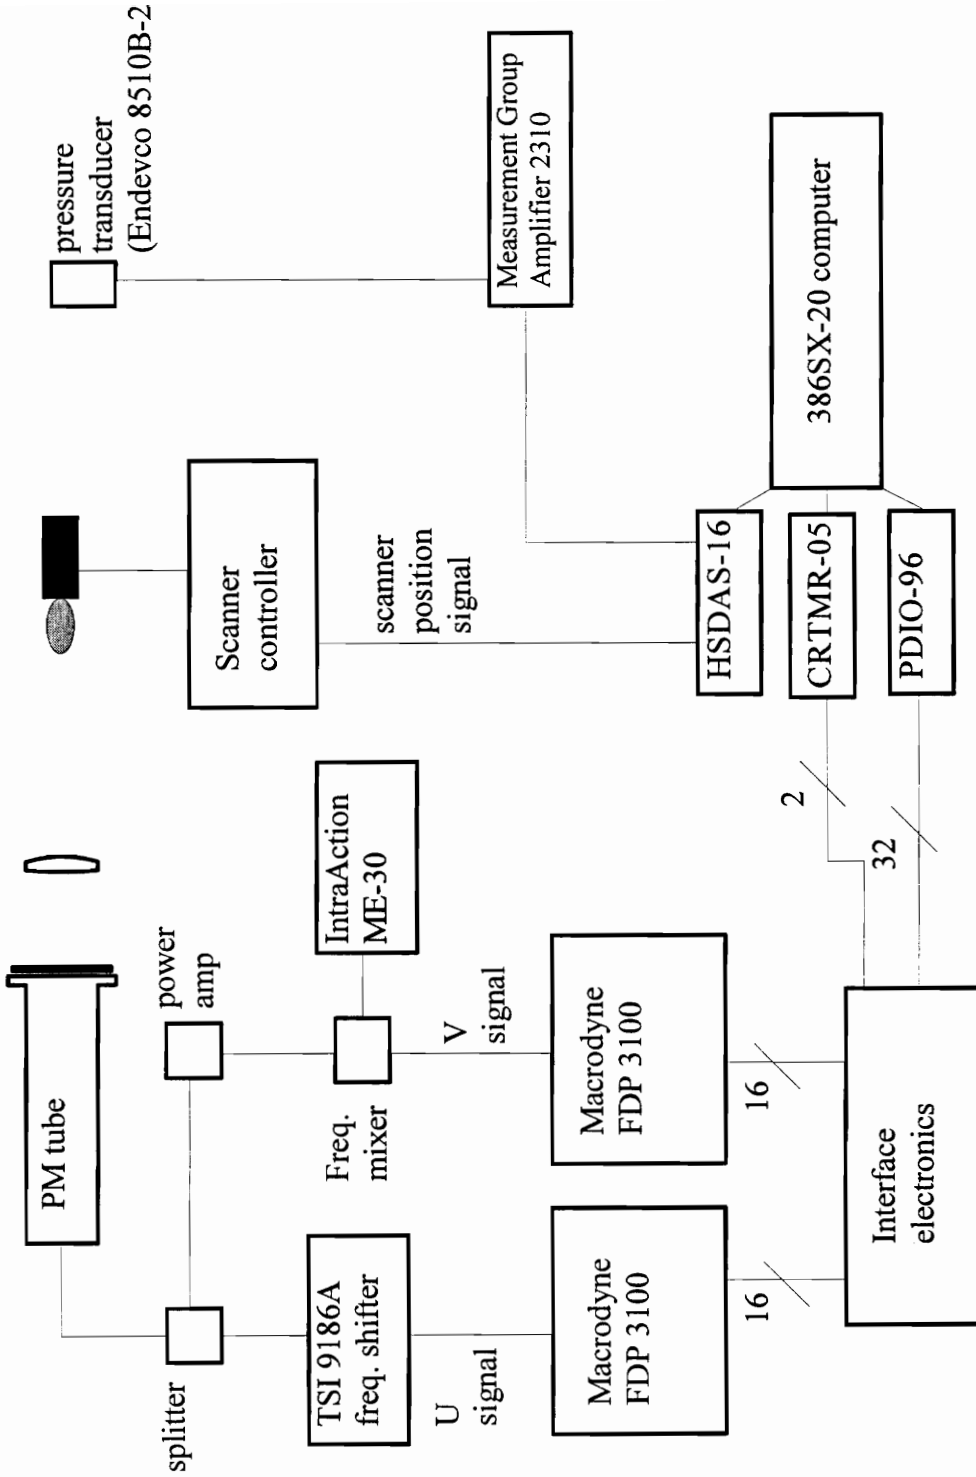 PM tube
splitter
power
amp
TSI 9186A
freq. shifter
Freq.
mixer
IntraAction
ME-30
U
signal
V
signal
Macrodyne
FDP 3100
Macrodyne
FDP 3100
16
16
Interface
electronics
2
32
Scanner
controller
scanner
position
signal
pressure
transducer
(Endevco 8510B-2
Measurement Group
Amplifier 2310
HSDAS-16
CRTMR-05
PDIO-96
386SX-20 computer